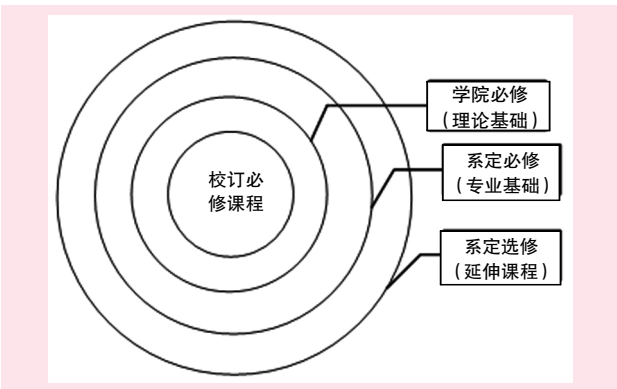 校订必
修课程
学院必修
（理论基础）
系定必修
（专业基础）
系定选修
（延伸课程）